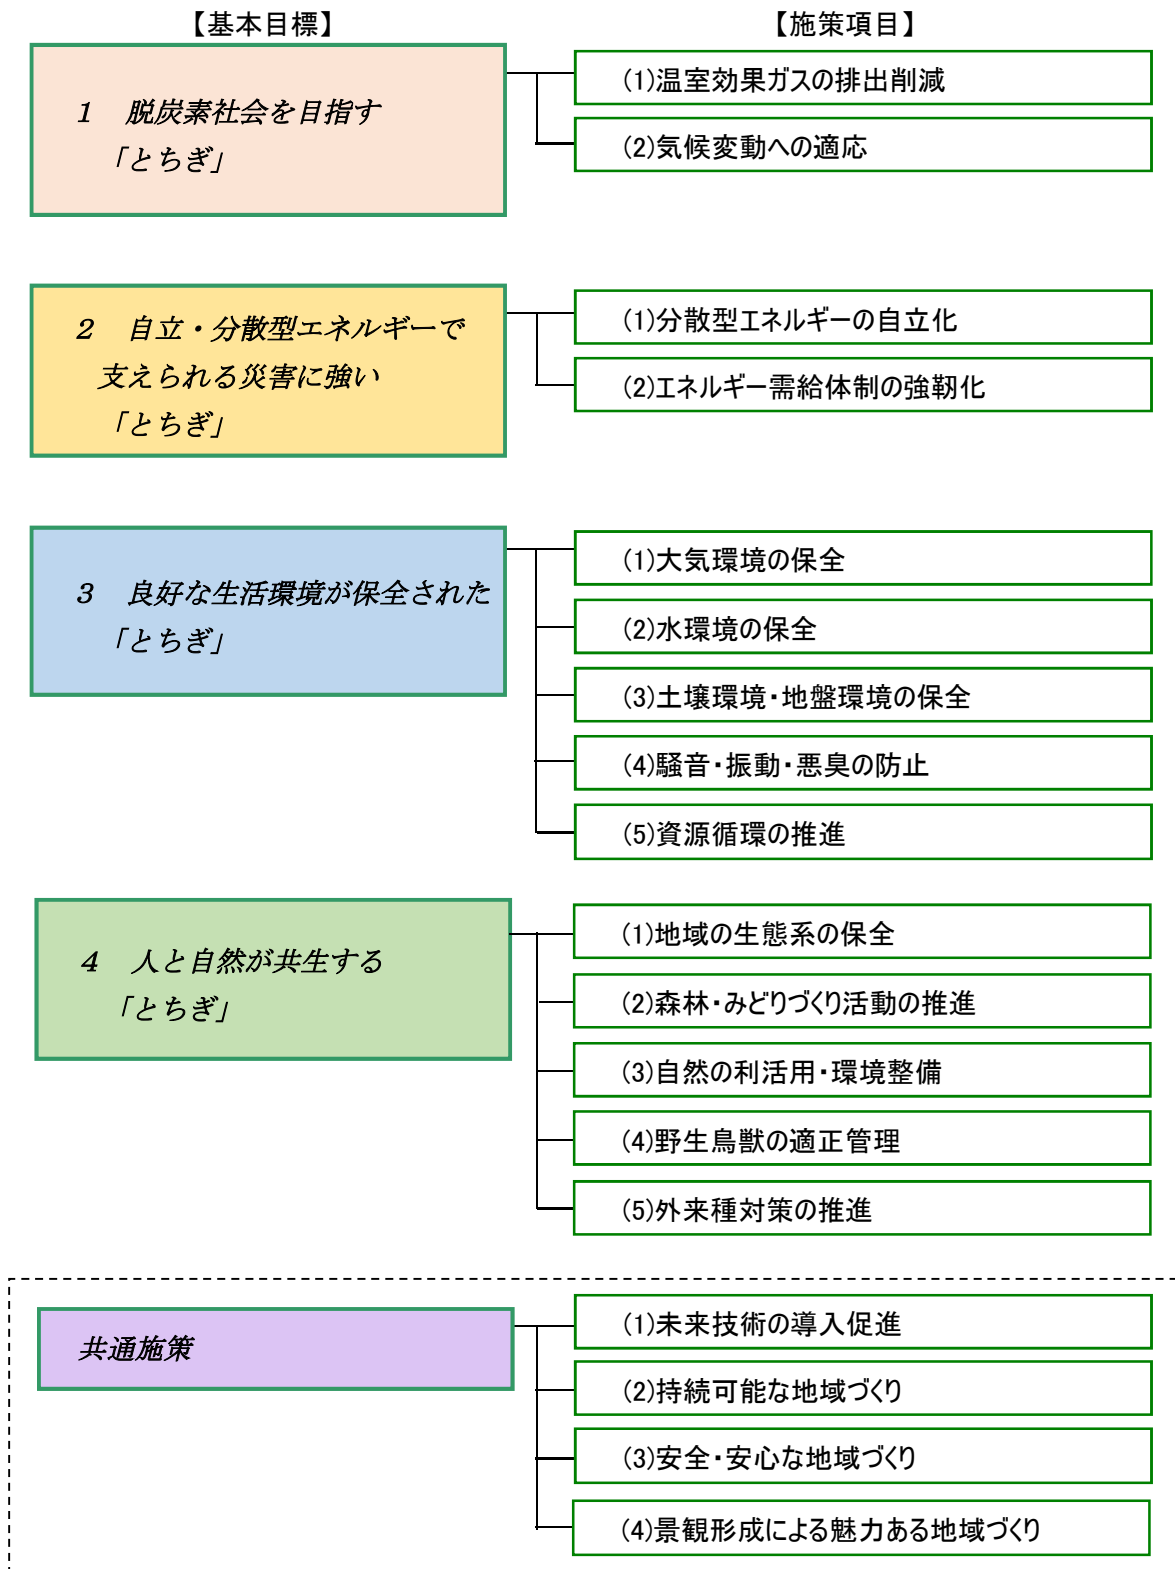 【基本目標】
【施策項目】
1 脱炭素社会を目指す
「とちぎ」
(1)温室効果ガスの排出削減
(2)気候変動への適応
2 自立・分散型エネルギーで
支えられる災害に強い
「とちぎ」
(1)分散型エネルギーの自立化
(2)エネルギー需給体制の強靭化
3 良好な生活環境が保全された
「とちぎ」
(1)大気環境の保全
(2)水環境の保全
(3)土壌環境・地盤環境の保全
(4)騒音・振動・悪臭の防止
(5)資源循環の推進
4 人と自然が共生する
「とちぎ」
(1)地域の生態系の保全
(2)森林・みどりづくり活動の推進
(3)自然の利活用・環境整備
(4)野生鳥獣の適正管理
(5)外来種対策の推進
共通施策
(1)未来技術の導入促進
(2)持続可能な地域づくり
(3)安全・安心な地域づくり
(4)景観形成による魅力ある地域づくり